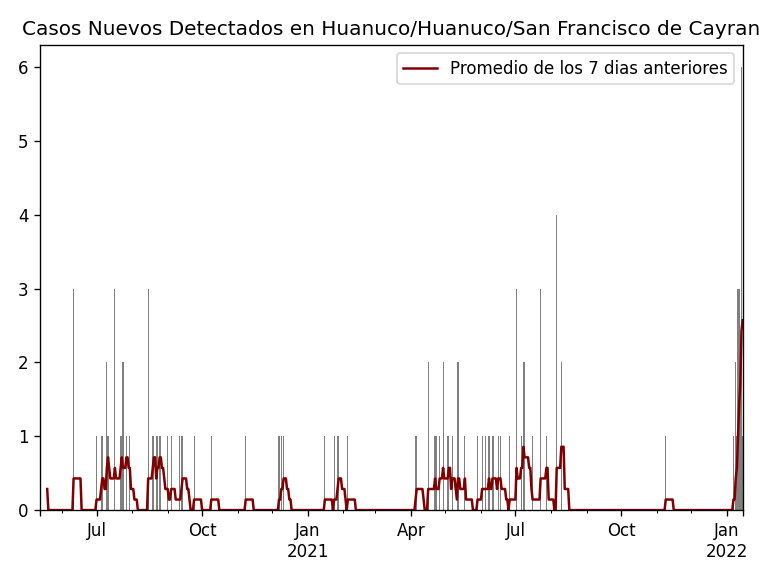 Casos Nuevos Detectados en Huanuco/Huanuco/San Francisco de Cayran
Promedio de los 7 dias anteriores
6
5
4
3
2
1
0
Jul Oct Jan Apr Jul Oct Jan
2021 2022